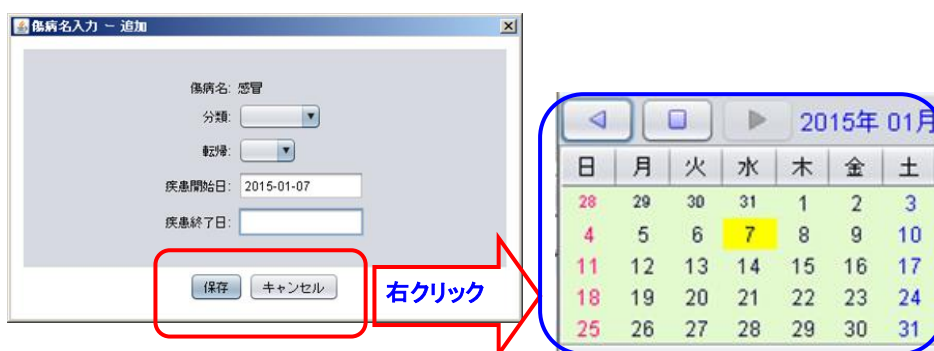 傷病名入力 - 追加
傷病名: 感冒
分類:
転帰:
疾患開始日: 2015-01-07
疾患終了日:
保存 キャンセル
右クリック
2015年 01月
日 月 火 水 木 金 土
28 29 30 31 1 2 3
4 5 6 7 8 9 10
11 12 13 14 15 16 17
18 19 20 21 22 23 24
25 26 27 28 29 30 31